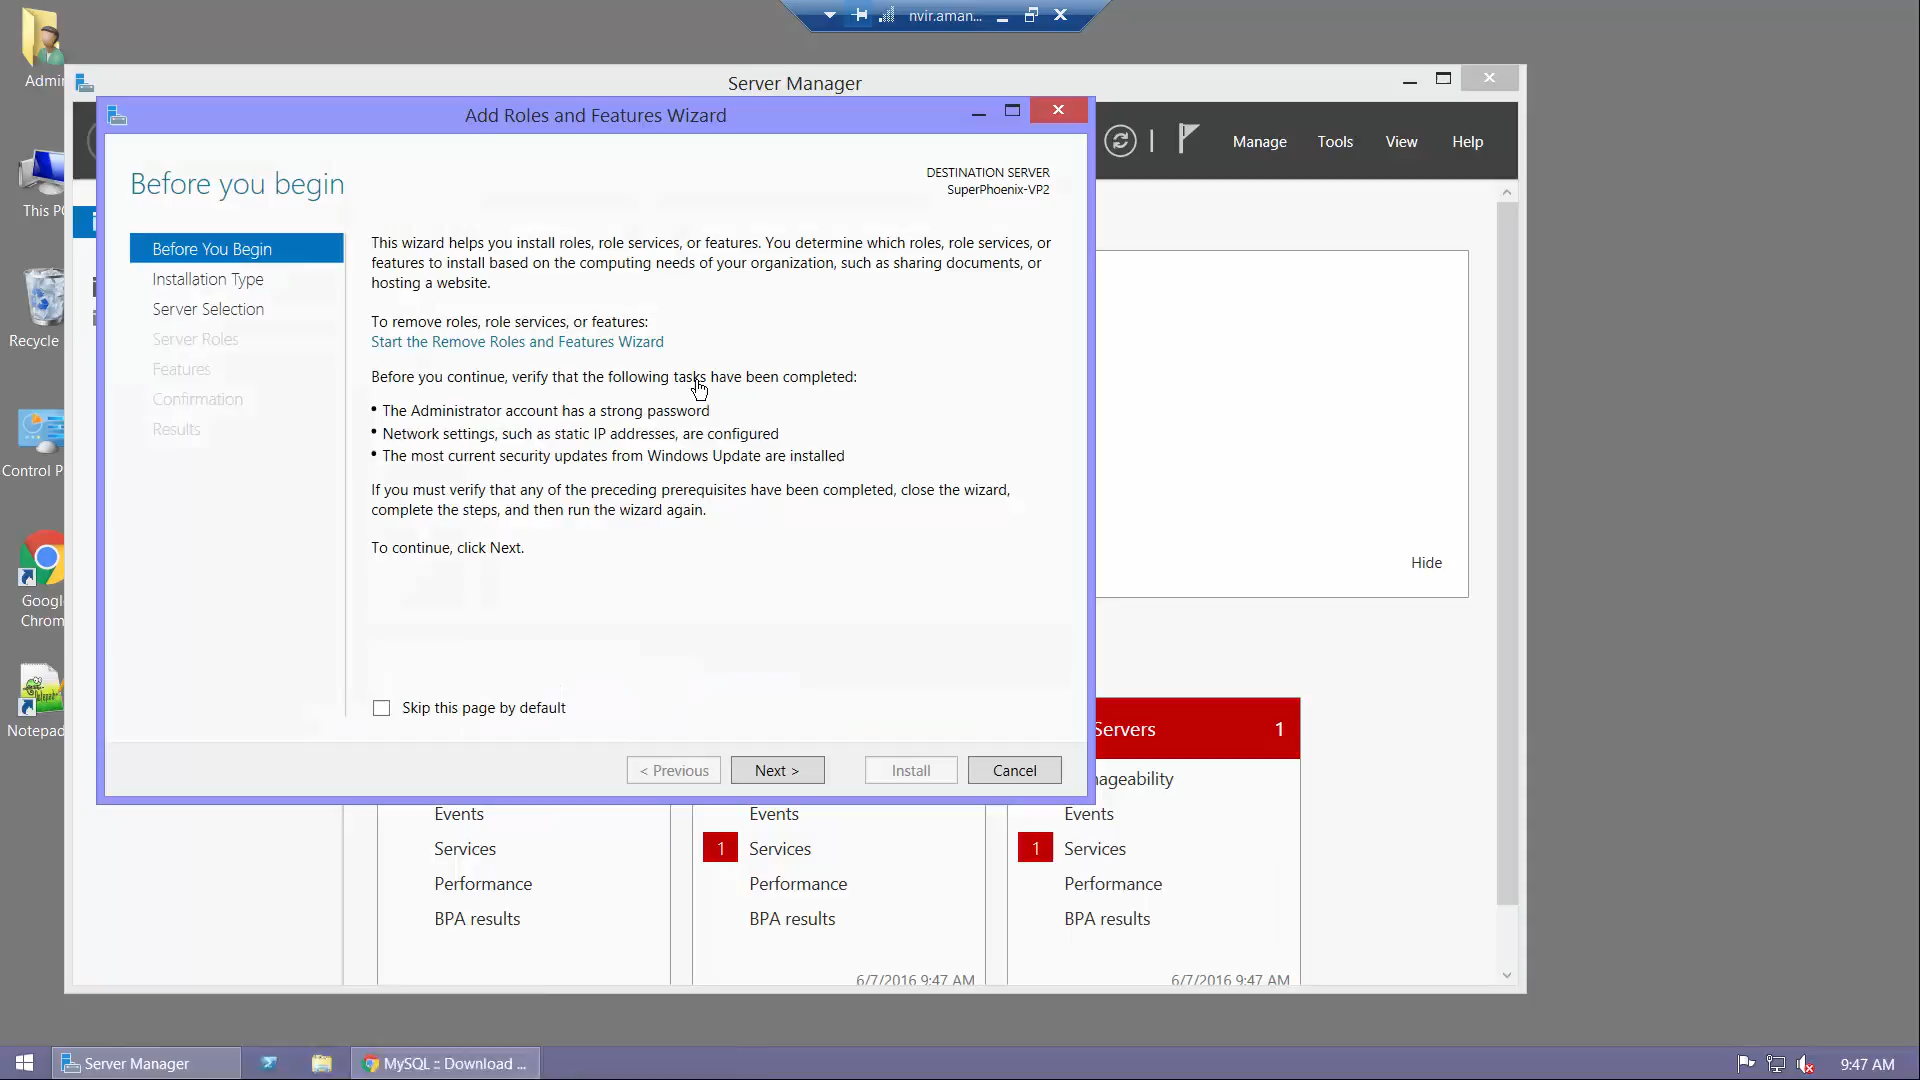 nvir.aman...
Admin
Server Manager
Add Roles and Features Wizard
Manage
Tools
View
Help
Before you begin
DESTINATION SERVER
SuperPhoenix-VP2
This PC
Before You Begin
Installation Type
Server Selection
Server Roles
Features
Confirmation
Results
This wizard helps you install roles, role services, or features. You determine which roles, role services, or
features to install based on the computing needs of your organization, such as sharing documents, or
hosting a website.
To remove roles, role services, or features:
Start the Remove Roles and Features Wizard
Before you continue, verify that the following tasks have been completed:
• The Administrator account has a strong password
• Network settings, such as static IP addresses, are configured
• The most current security updates from Windows Update are installed
If you must verify that any of the preceding prerequisites have been completed, close the wizard,
complete the steps, and then run the wizard again.
To continue, click Next.
Recycle
Control P
Googl
Chrom
Notepad
Hide
Skip this page by default
< Previous
Next >
Install
Cancel
Servers 1
nageability
Events
Services
Performance
BPA results
Events
1 Services
Performance
BPA results
6/7/2016 9:47 AM
Events
1 Services
Performance
BPA results
6/7/2016 9:47 AM
Server Manager
MySQL :: Download ...
9:47 AM